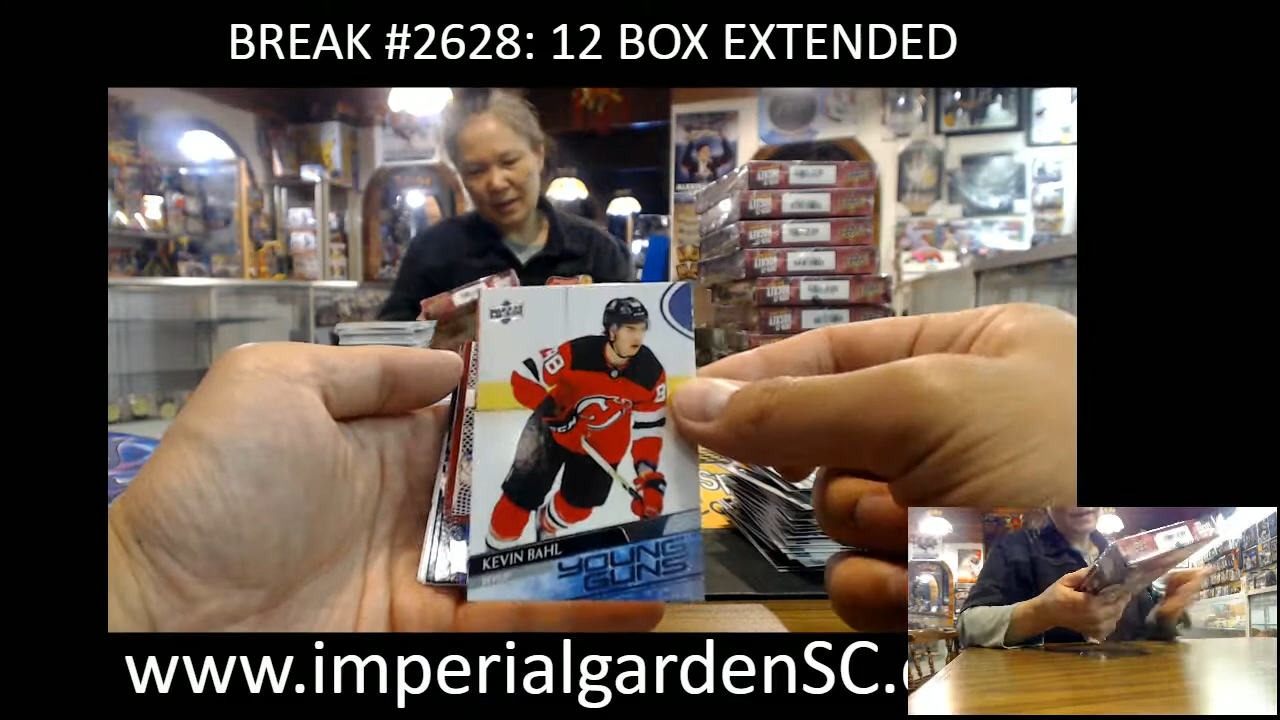 BREAK #2628: 12 BOX EXTENDED
KEVIN BAHL
YOUNG
GUNS
www.imperialgardenSC.